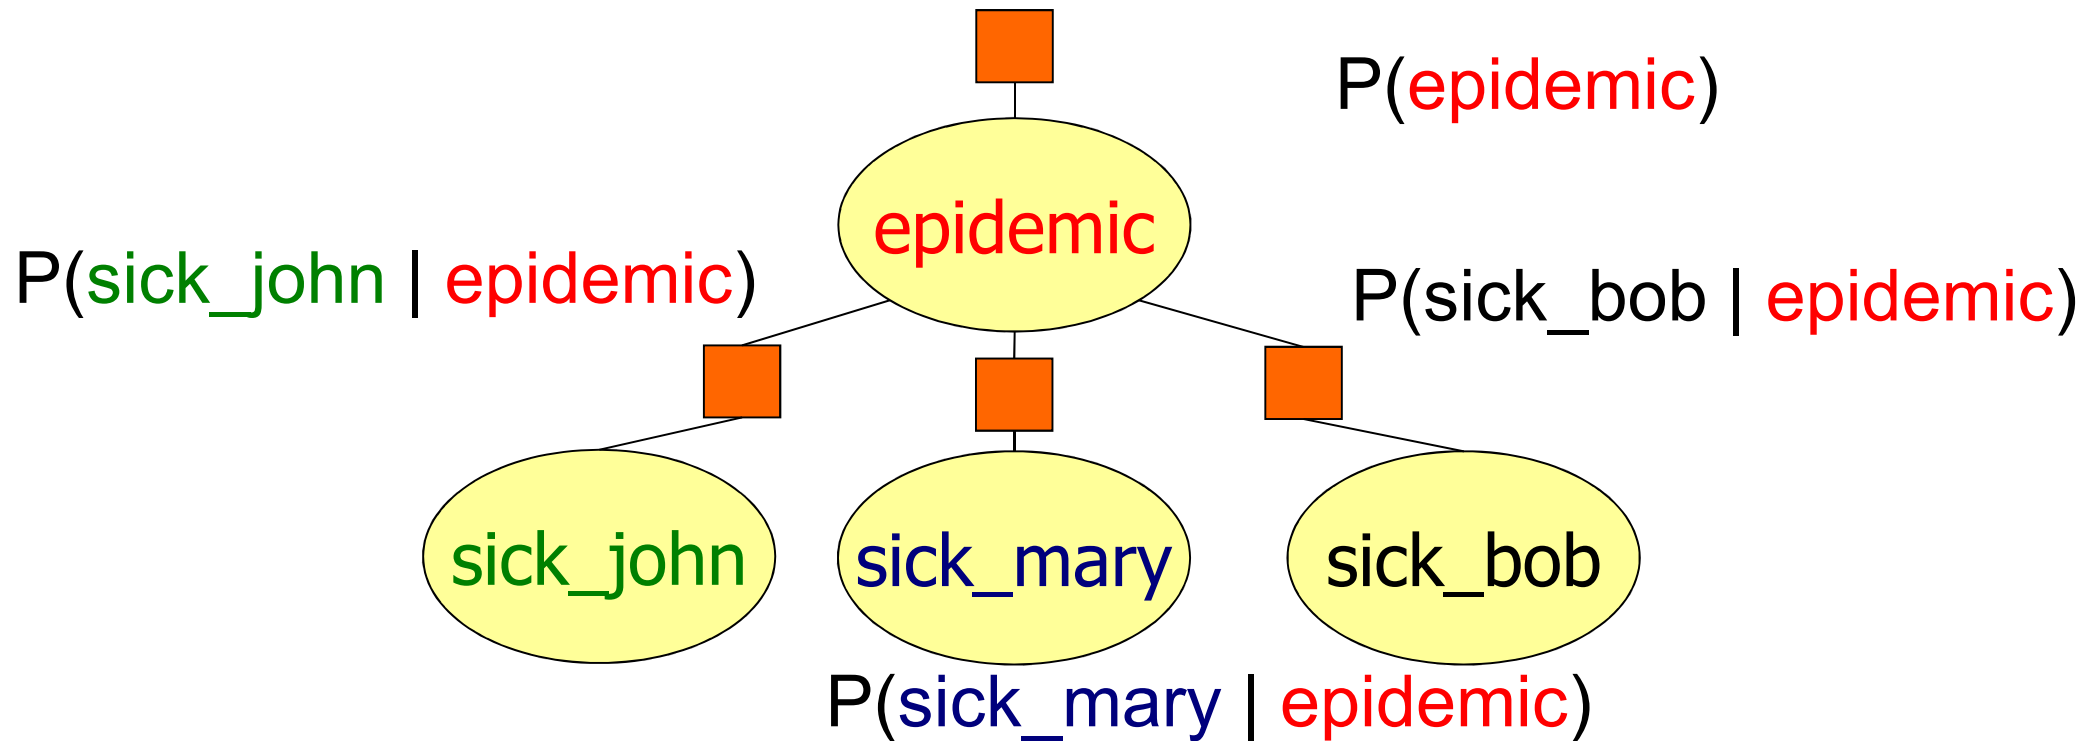 P(epidemic)
epidemic
P(sick_john | epidemic)
P(sick_bob | epidemic)
sick_john
sick_mary
sick_bob
P(sick_mary | epidemic)